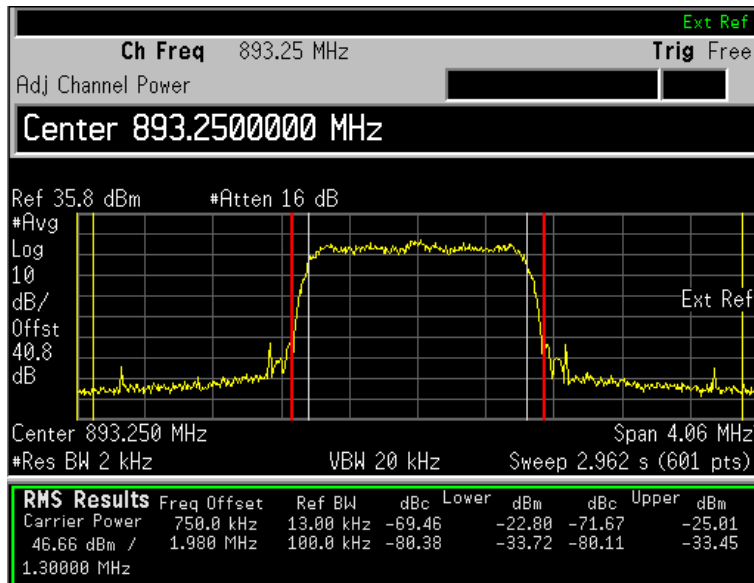 Ext Ref
Ch Freq 893.25 MHz Trig Free
Adj Channel Power
Center 893.2500000 MHz
Ref 35.8 dBm #Atten 16 dB
#Avg
Log
10
dB/
Offst
40.8
dB
Ext Ref
Center 893.250 MHz Span 4.06 MHz
#Res BW 2 kHz VBW 20 kHz Sweep 2.962 s (601 pts)
RMS Results Freq Offset Ref BW dBc Lower dBm dBc Upper dBm
Carrier Power 750.0 kHz 13.00 kHz -69.46 -22.80 -71.67 -25.01
46.66 dBm / 1.980 MHz 100.0 kHz -80.38 -33.72 -80.11 -33.45
1.30000 MHz